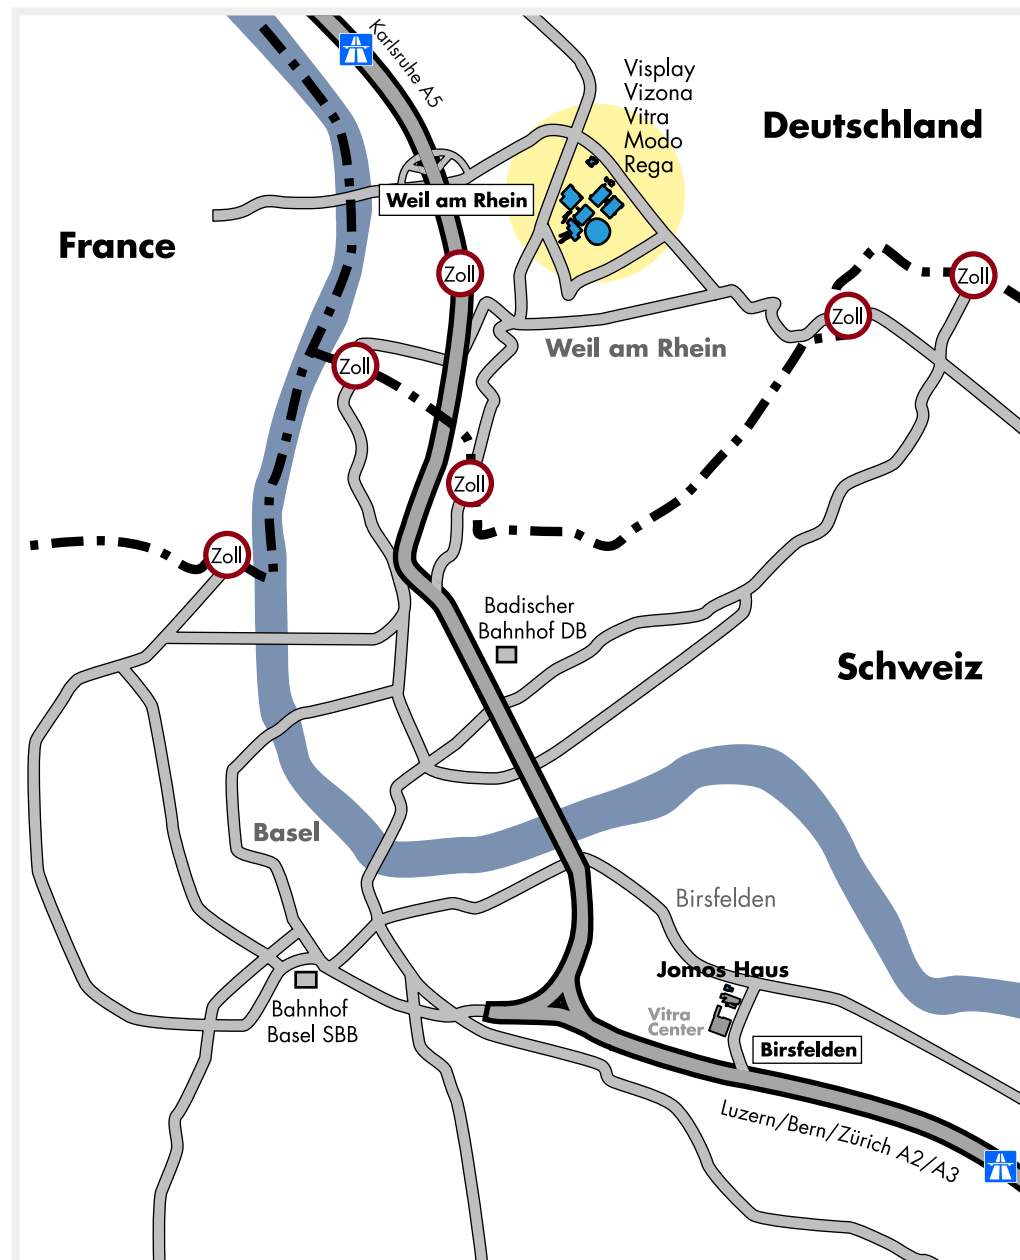 Karlsruhe A5
Visplay
Vizona
Vitra
Modo
Rega
Deutschland
Weil am Rhein
France
Zoll
Zoll
Zoll
Weil am Rhein
Zoll
Zoll
Zoll
Badischer
Bahnhof DB
Schweiz
Basel
Birsfelden
Jomos Haus
Bahnhof
Basel SBB
Vitra
Center
Birsfelden
Luzern/Bern/Zürich A2/A3